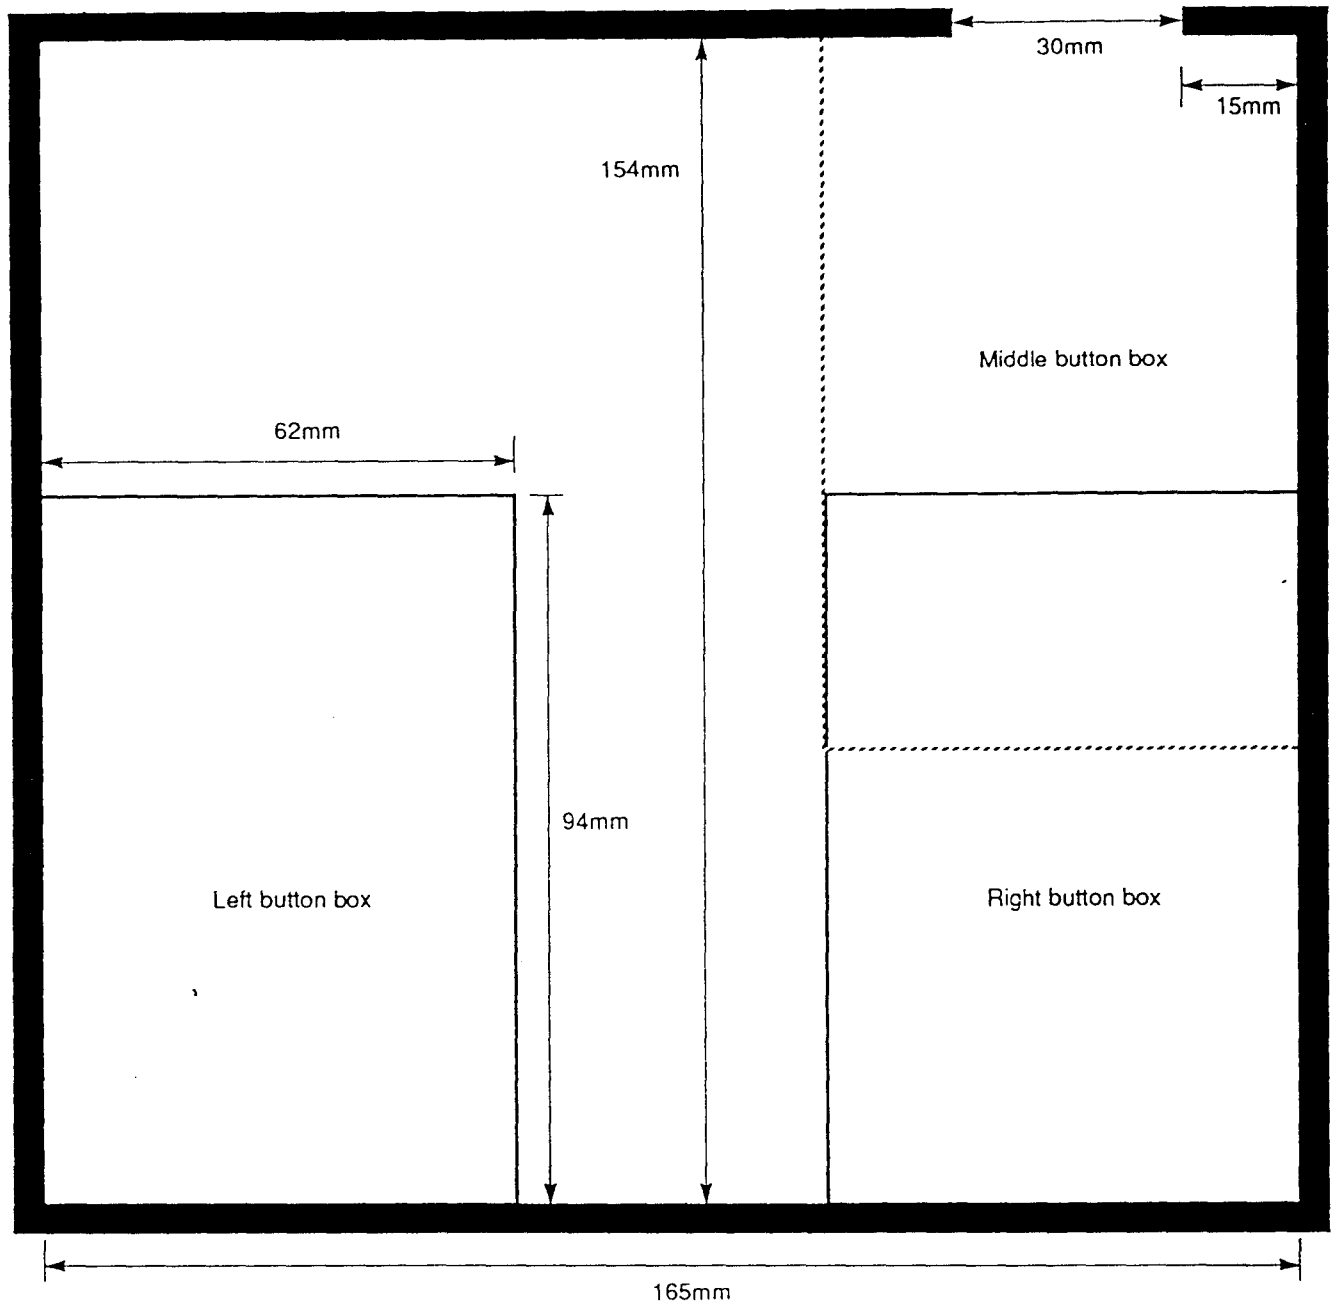 30mm
15mm
154mm
Middle button box
62mm
94mm
Left button box
Right button box
165mm